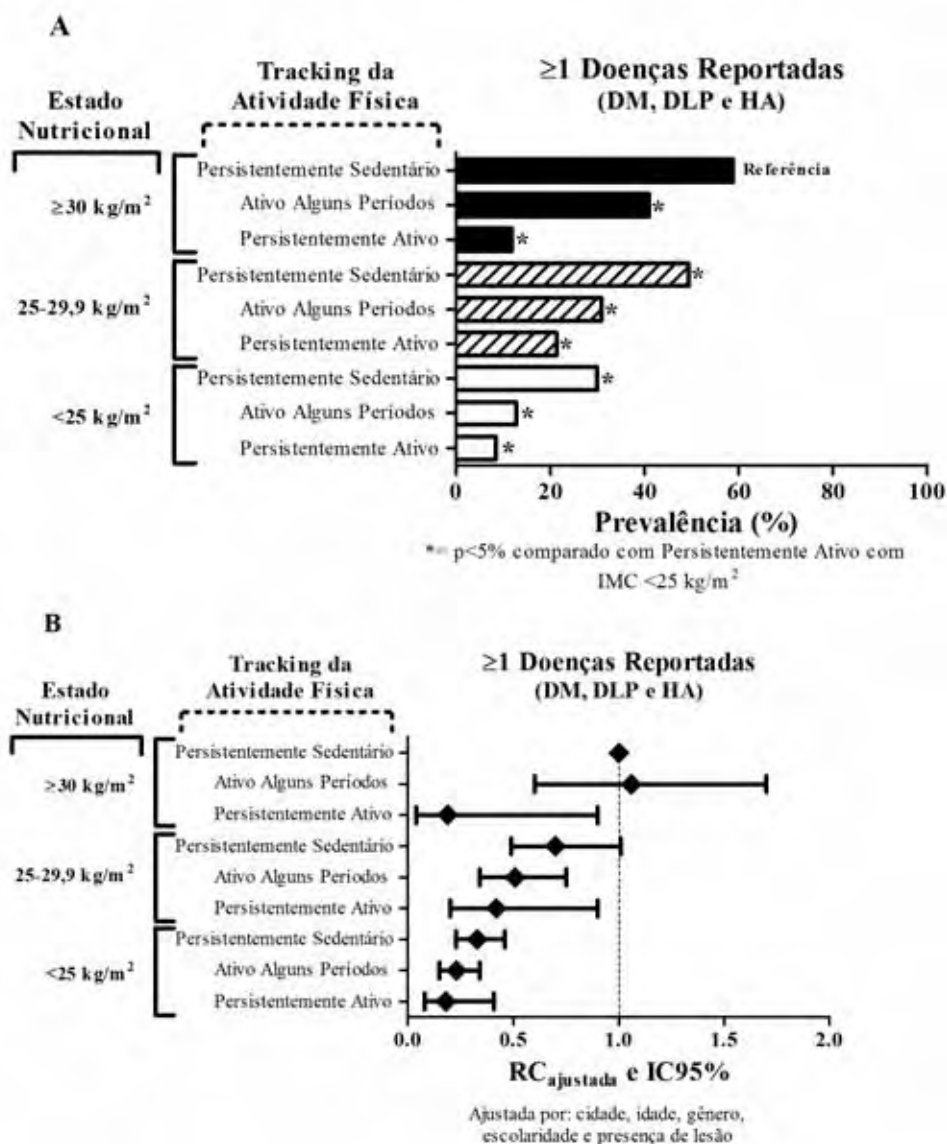 A
Tracking da
Atividade Física
≥1 Doenças Reportadas
(DM, DLP e HA)
Estado
Nutricional
≥30 kg/m²
Persistentemente Sedentário
Referência
Ativo Alguns Períodos
*
Persistentemente Ativo
*
25-29,9 kg/m²
Persistentemente Sedentário
*
Ativo Alguns Períodos
*
Persistentemente Ativo
*
<25 kg/m²
Persistentemente Sedentário
*
Ativo Alguns Períodos
*
Persistentemente Ativo
*
0 20 40 60 80 100
Prevalência (%)
*= p<5% comparado com Persistentemente Ativo com
IMC <25 kg/m²
B
Tracking da
Atividade Física
≥1 Doenças Reportadas
(DM, DLP e HA)
Estado
Nutricional
≥30 kg/m²
Persistentemente Sedentário
Ativo Alguns Períodos
Persistentemente Ativo
25-29,9 kg/m²
Persistentemente Sedentário
Ativo Alguns Períodos
Persistentemente Ativo
<25 kg/m²
Persistentemente Sedentário
Ativo Alguns Períodos
Persistentemente Ativo
0.0 0.5 1.0 1.5 2.0
RCajustada e IC95%
Ajustada por: cidade, idade, gênero,
escolaridade e presença de lesão